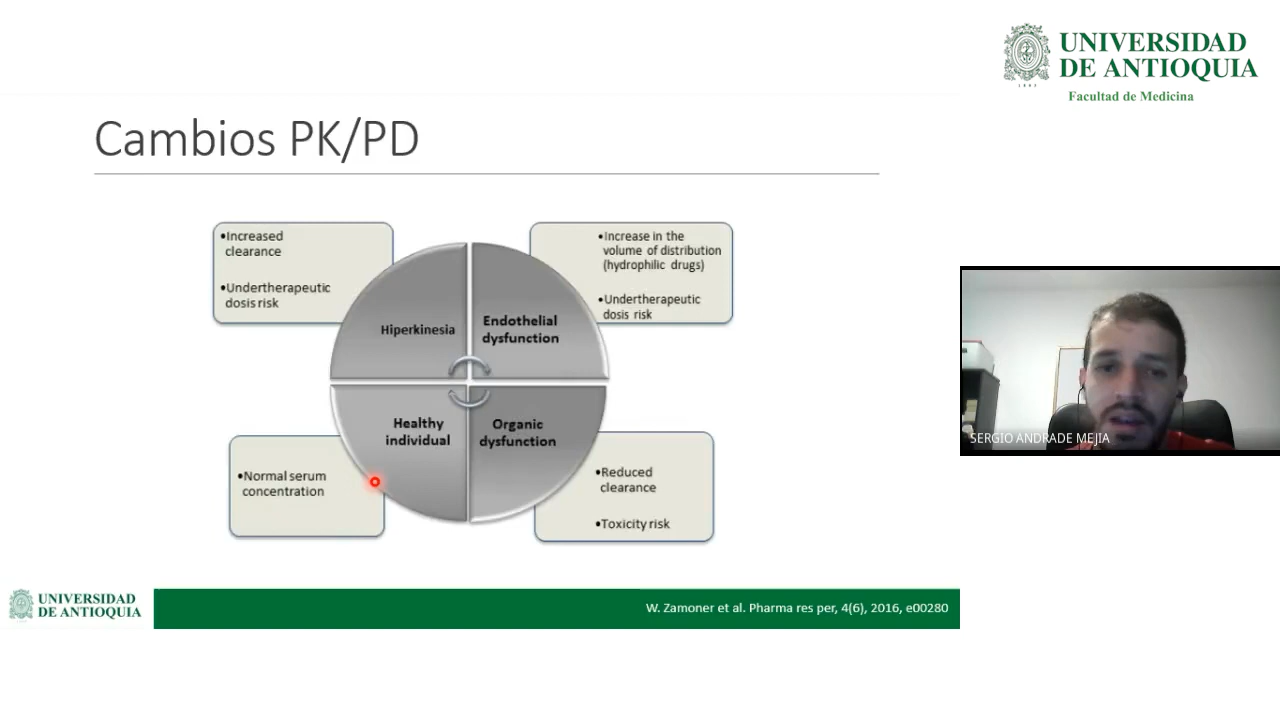 UNIVERSIDAD
DE ANTIOQUIA
Facultad de Medicina
Cambios PK/PD
•Increased
clearance
•Undertherapeutic
dosis risk
•Increase in the
volume of distribution
(hydrophilic drugs)
•Undertherapeutic
dosis risk
Hiperkinesia
Endothelial
dysfunction
Healthy
individual
Organic
dysfunction
•Normal serum
concentration
•Reduced
clearance
•Toxicity risk
SERGIO ANDRADE MEJIA
UNIVERSIDAD
DE ANTIOQUIA
W. Zamoner et al. Pharma res per, 4(6), 2016, e00280